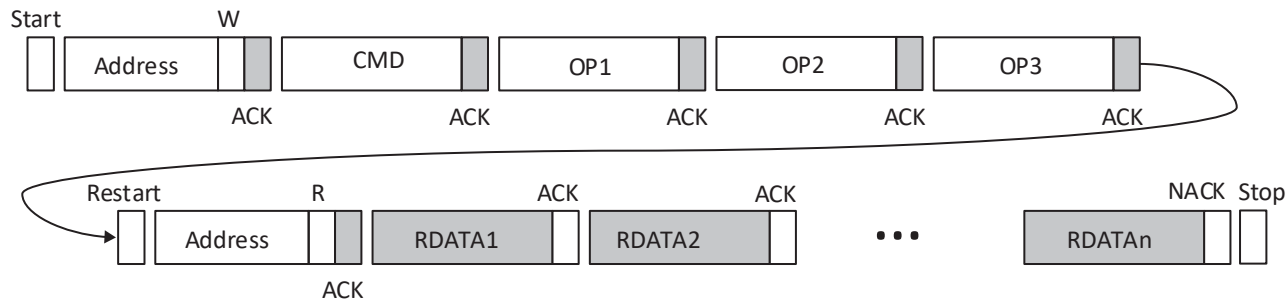 Start W
Address CMD OP1 OP2 OP3
ACK ACK ACK ACK ACK
Restart R ACK ACK NACK Stop
Address RDATA1 RDATA2 ••• RDATAn
ACK